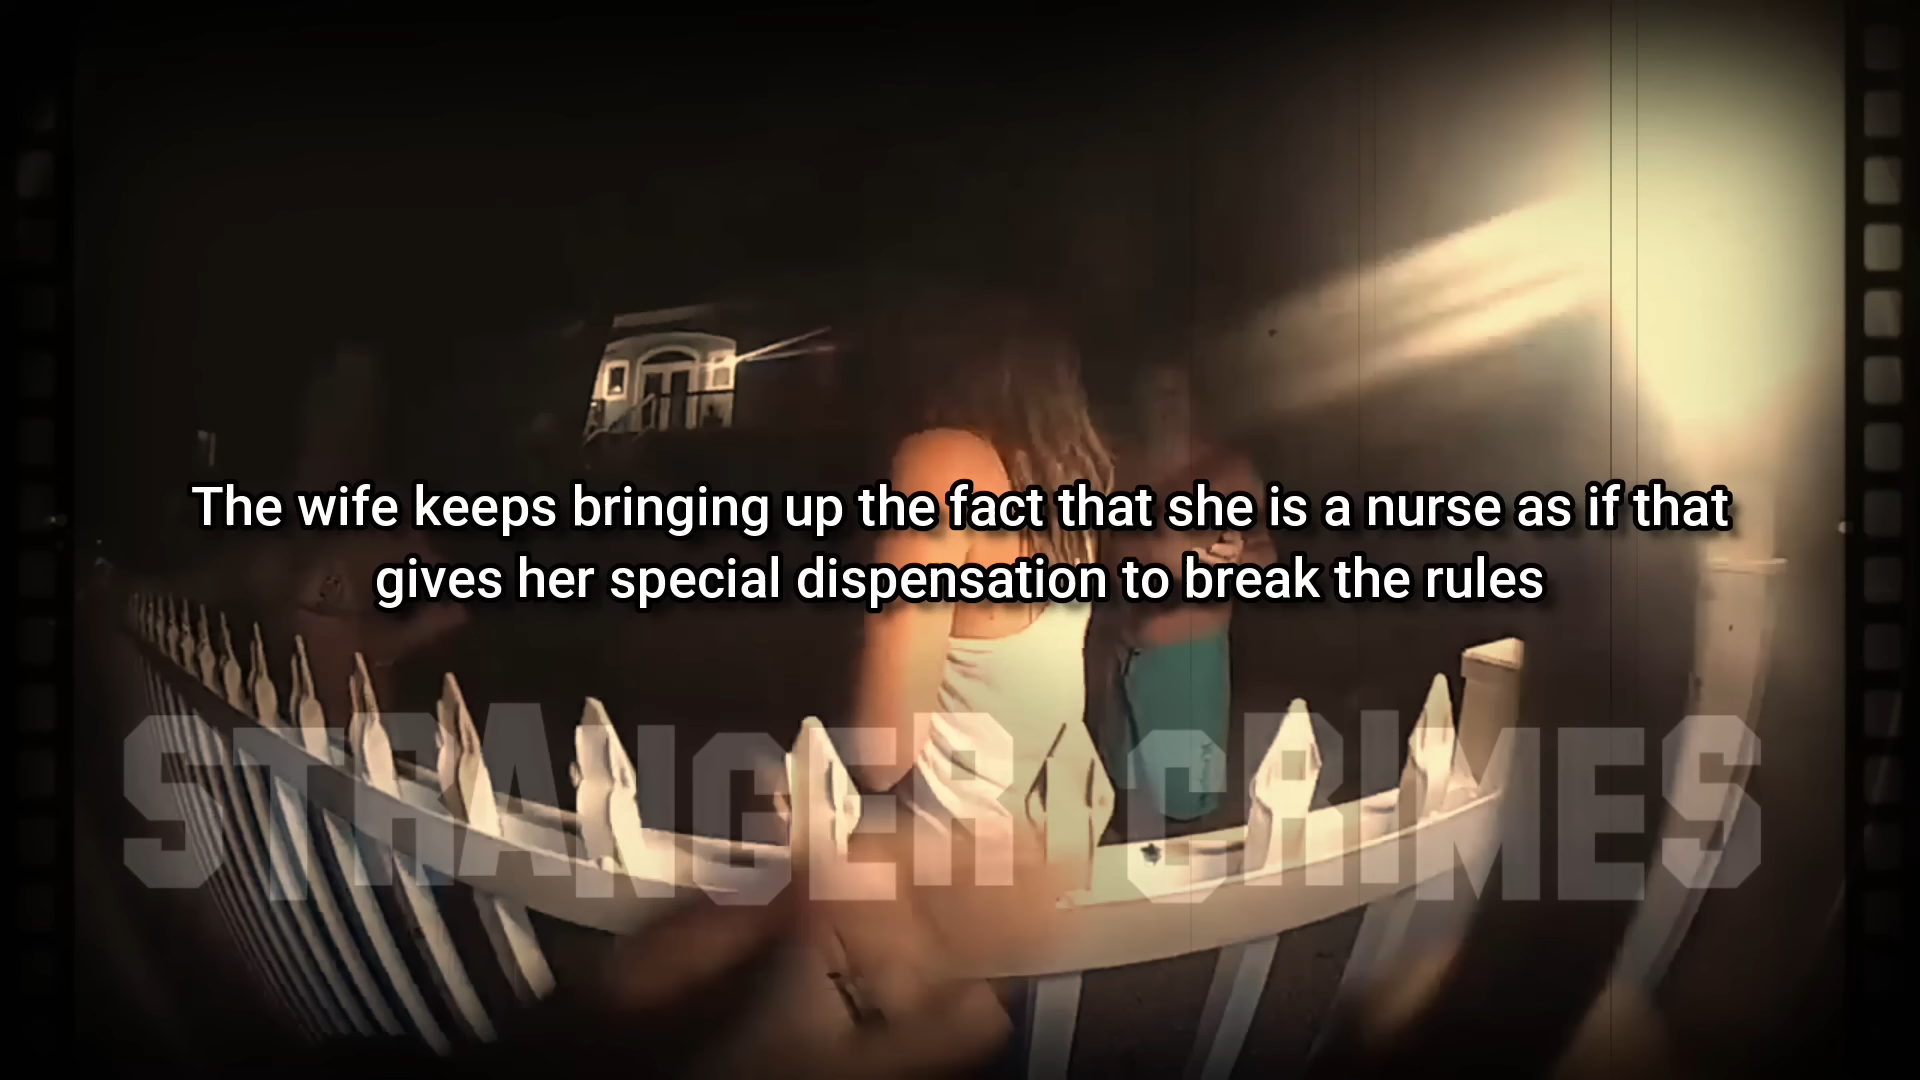 The wife keeps bringing up the fact that she is a nurse as if that
gives her special dispensation to break the rules
STRANGER CRIMES